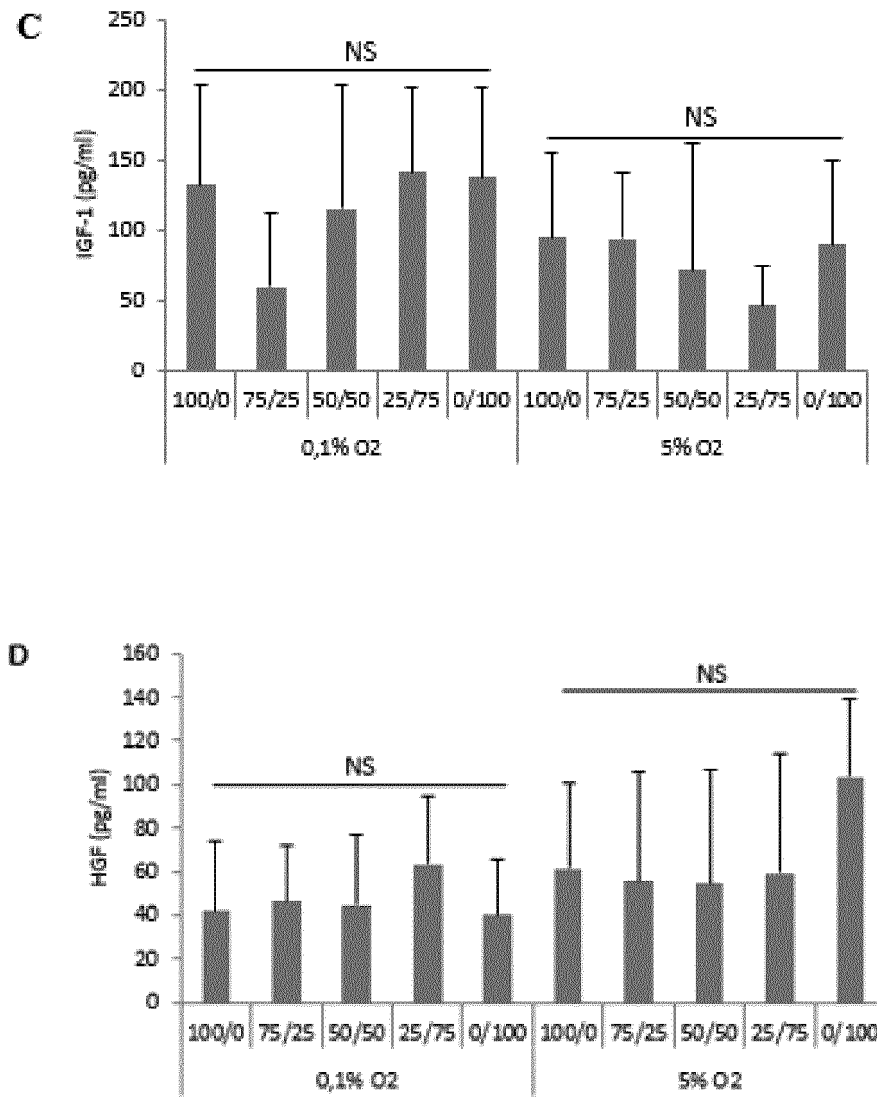 C
250
NS
200
NS
150
IGF-1 (pg/ml)
100
50
0
100/0 75/25 50/50 25/75 0/100 100/0 75/25 50/50 25/75 0/100
0,1% O2 5% O2
D
160
NS
140
120
NS
100
HGF (pg/ml)
80
60
40
20
0
100/0 75/25 50/50 25/75 0/100 100/0 75/25 50/50 25/75 0/100
0,1% O2 5% O2